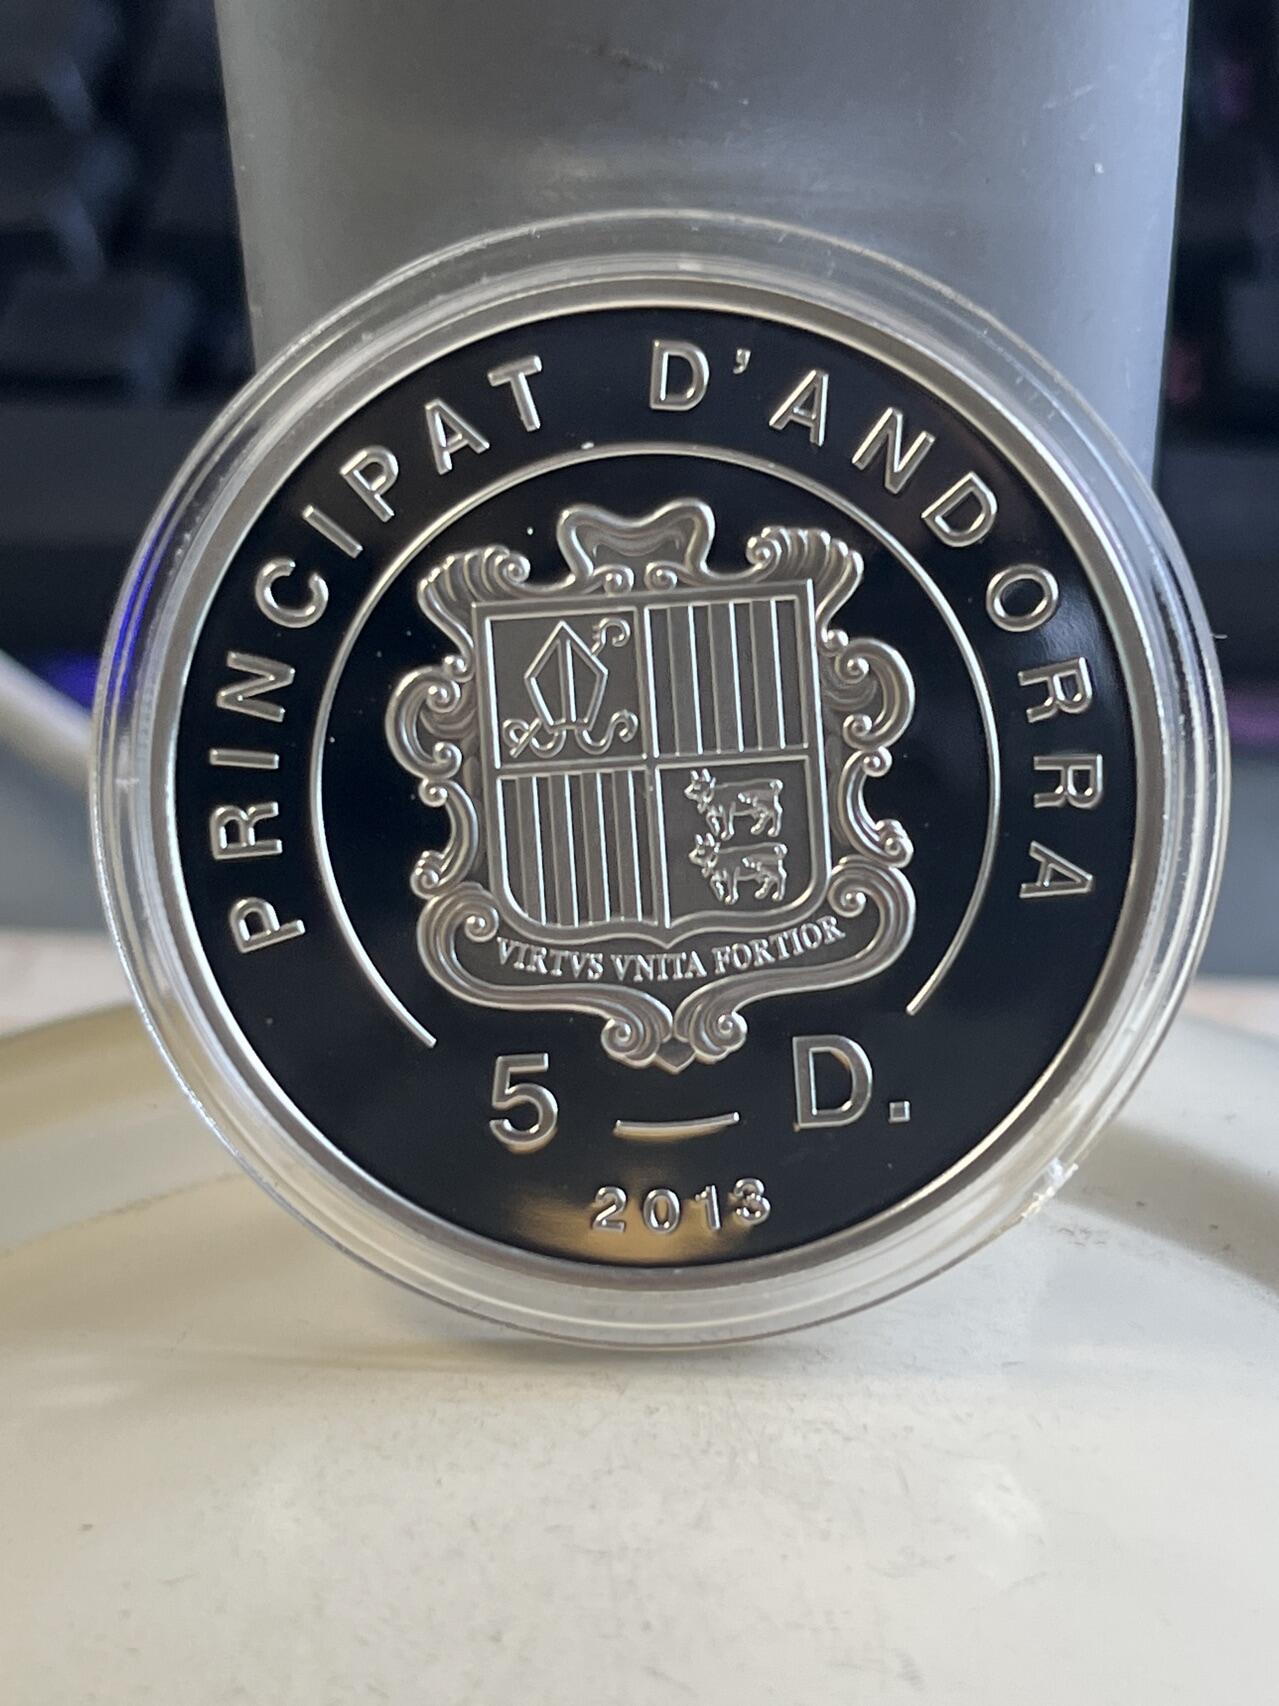 PRINCIPAT D'ANDORRA
VIRTVS VNITA FORTIOR
5 — D.
2013